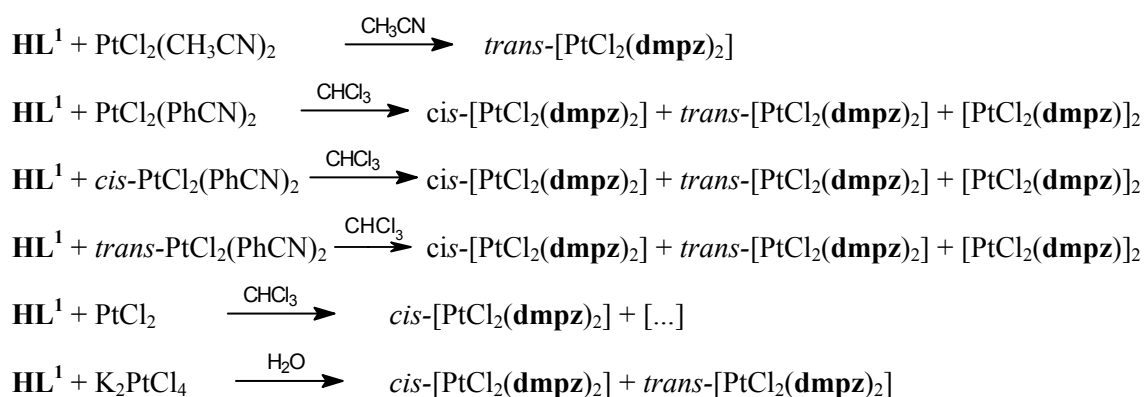 HL¹ + PtCl₂(CH₃CN)₂ CH₃CN trans-[PtCl₂(dmpz)₂]
HL¹ + PtCl₂(PhCN)₂ CHCl₃ cis-[PtCl₂(dmpz)₂] + trans-[PtCl₂(dmpz)₂] + [PtCl₂(dmpz)]₂
HL¹ + cis-PtCl₂(PhCN)₂ CHCl₃ cis-[PtCl₂(dmpz)₂] + trans-[PtCl₂(dmpz)₂] + [PtCl₂(dmpz)]₂
HL¹ + trans-PtCl₂(PhCN)₂ CHCl₃ cis-[PtCl₂(dmpz)₂] + trans-[PtCl₂(dmpz)₂] + [PtCl₂(dmpz)]₂
HL¹ + PtCl₂ CHCl₃ cis-[PtCl₂(dmpz)₂] + [...]
HL¹ + K₂PtCl₄ H₂O cis-[PtCl₂(dmpz)₂] + trans-[PtCl₂(dmpz)₂]